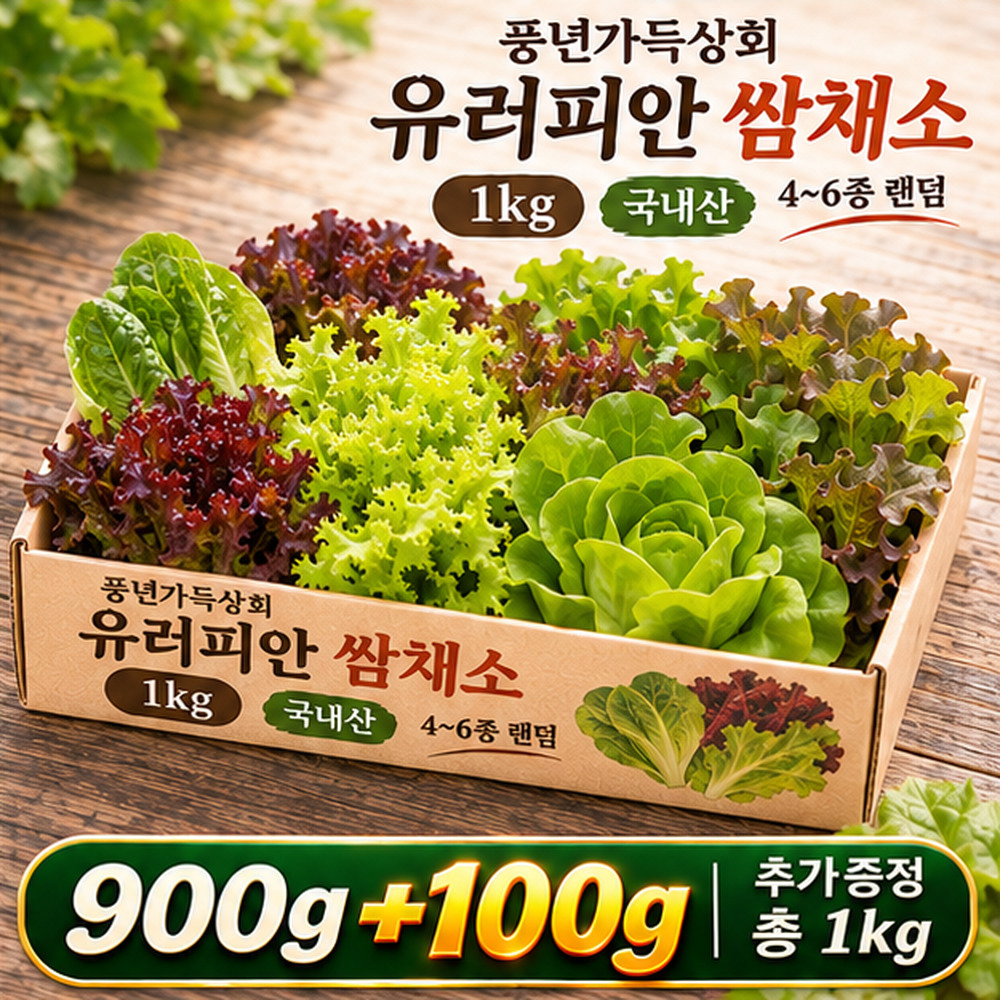 풍년가득상회
유러피안 쌈채소
1kg 국내산 4~6종 랜덤
풍년가득상회
유러피안 쌈채소
1kg 국내산 4~6종 랜덤
900g+100g
추가증정
총 1kg